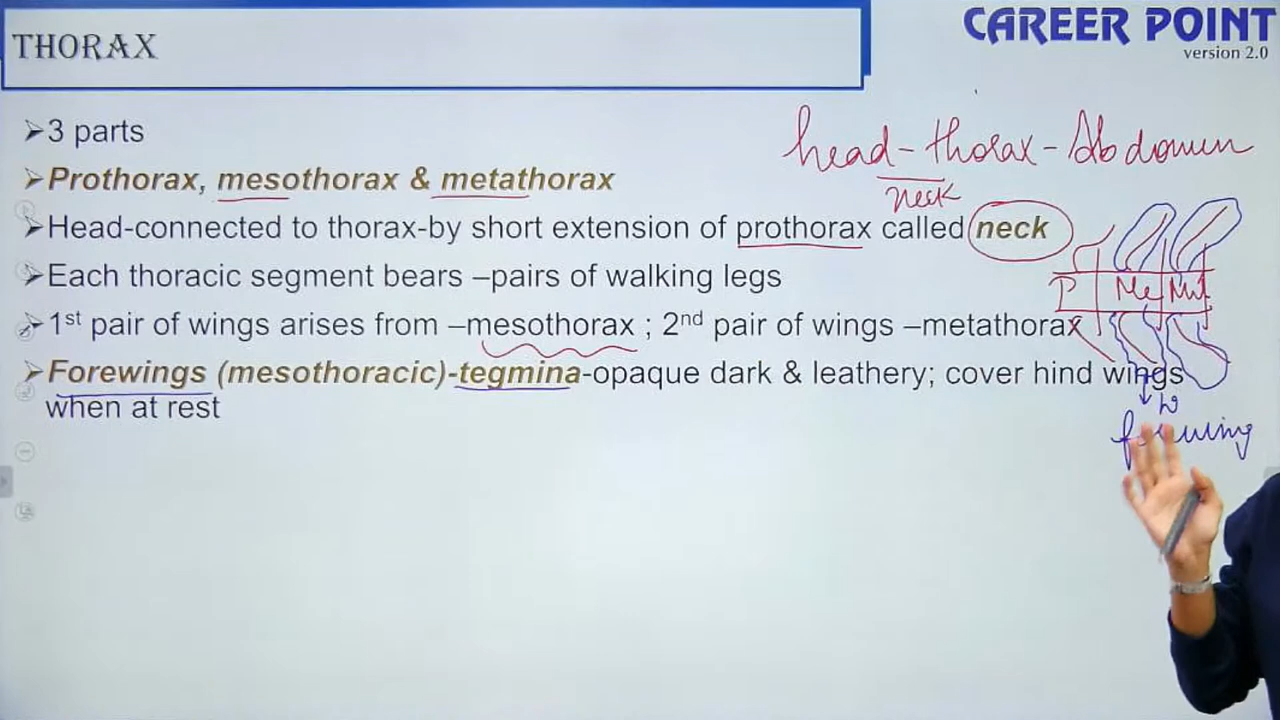 THORAX
CAREER POINT
version 2.0
➢3 parts
➢Prothorax, mesothorax & metathorax
➢Head-connected to thorax-by short extension of prothorax called neck
➢Each thoracic segment bears –pairs of walking legs
➢1st pair of wings arises from –mesothorax ; 2nd pair of wings –metathorax
➢Forewings (mesothoracic)-tegmina-opaque dark & leathery; cover hind wings
when at rest
head-thorax-Abdomen
neck
P Me Mt